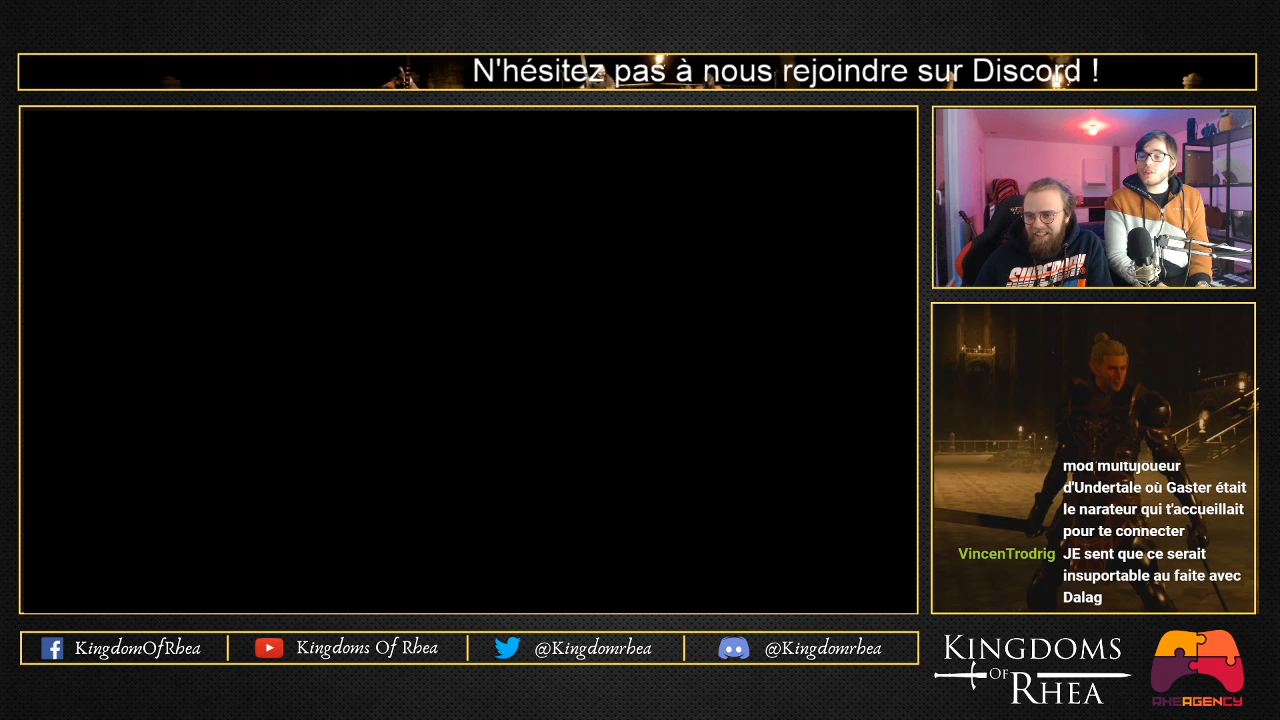 N'hésitez pas à nous rejoindre sur Discord !
mod multujoueur
d'Undertale où Gaster était
le narateur qui t'accueillait
pour te connecter
VincenTrodrig JE sent que ce serait
insuportable au faite avec
Dalag
KingdomOfRhea
Kingdoms Of Rhea
@Kingdomrhea
@Kingdomrhea
KINGDOMS
OF RHEA
RHEAGENCY